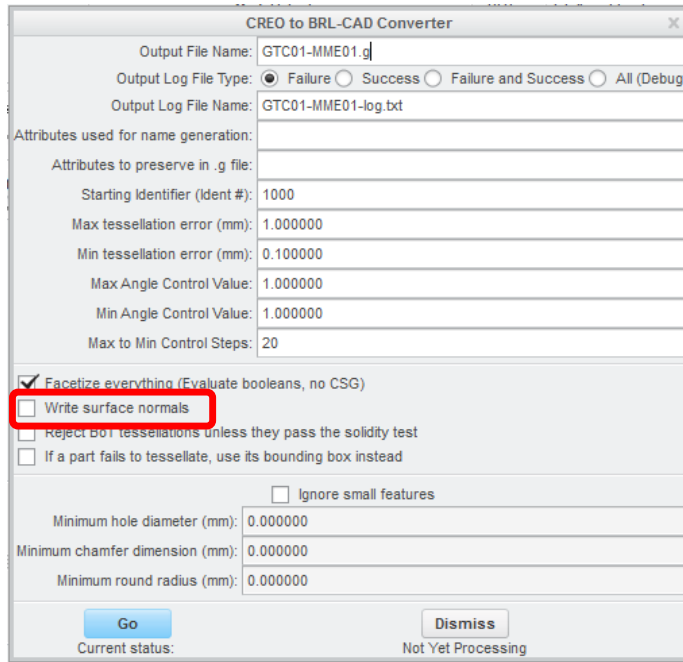 CREO to BRL-CAD Converter
Output File Name: GTC01-MME01.g
Output Log File Type: Failure Success Failure and Success All (Debug
Output Log File Name: GTC01-MME01-log.txt
Attributes used for name generation:
Attributes to preserve in .g file:
Starting Identifier (Ident #): 1000
Max tessellation error (mm): 1.000000
Min tessellation error (mm): 0.100000
Max Angle Control Value: 1.000000
Min Angle Control Value: 1.000000
Max to Min Control Steps: 20
Facetize everything (Evaluate booleans, no CSG)
Write surface normals
Reject BoT tessellations unless they pass the solidity test
If a part fails to tessellate, use its bounding box instead
Ignore small features
Minimum hole diameter (mm): 0.000000
Minimum chamfer dimension (mm): 0.000000
Minimum round radius (mm): 0.000000
Go Dismiss
Current status: Not Yet Processing